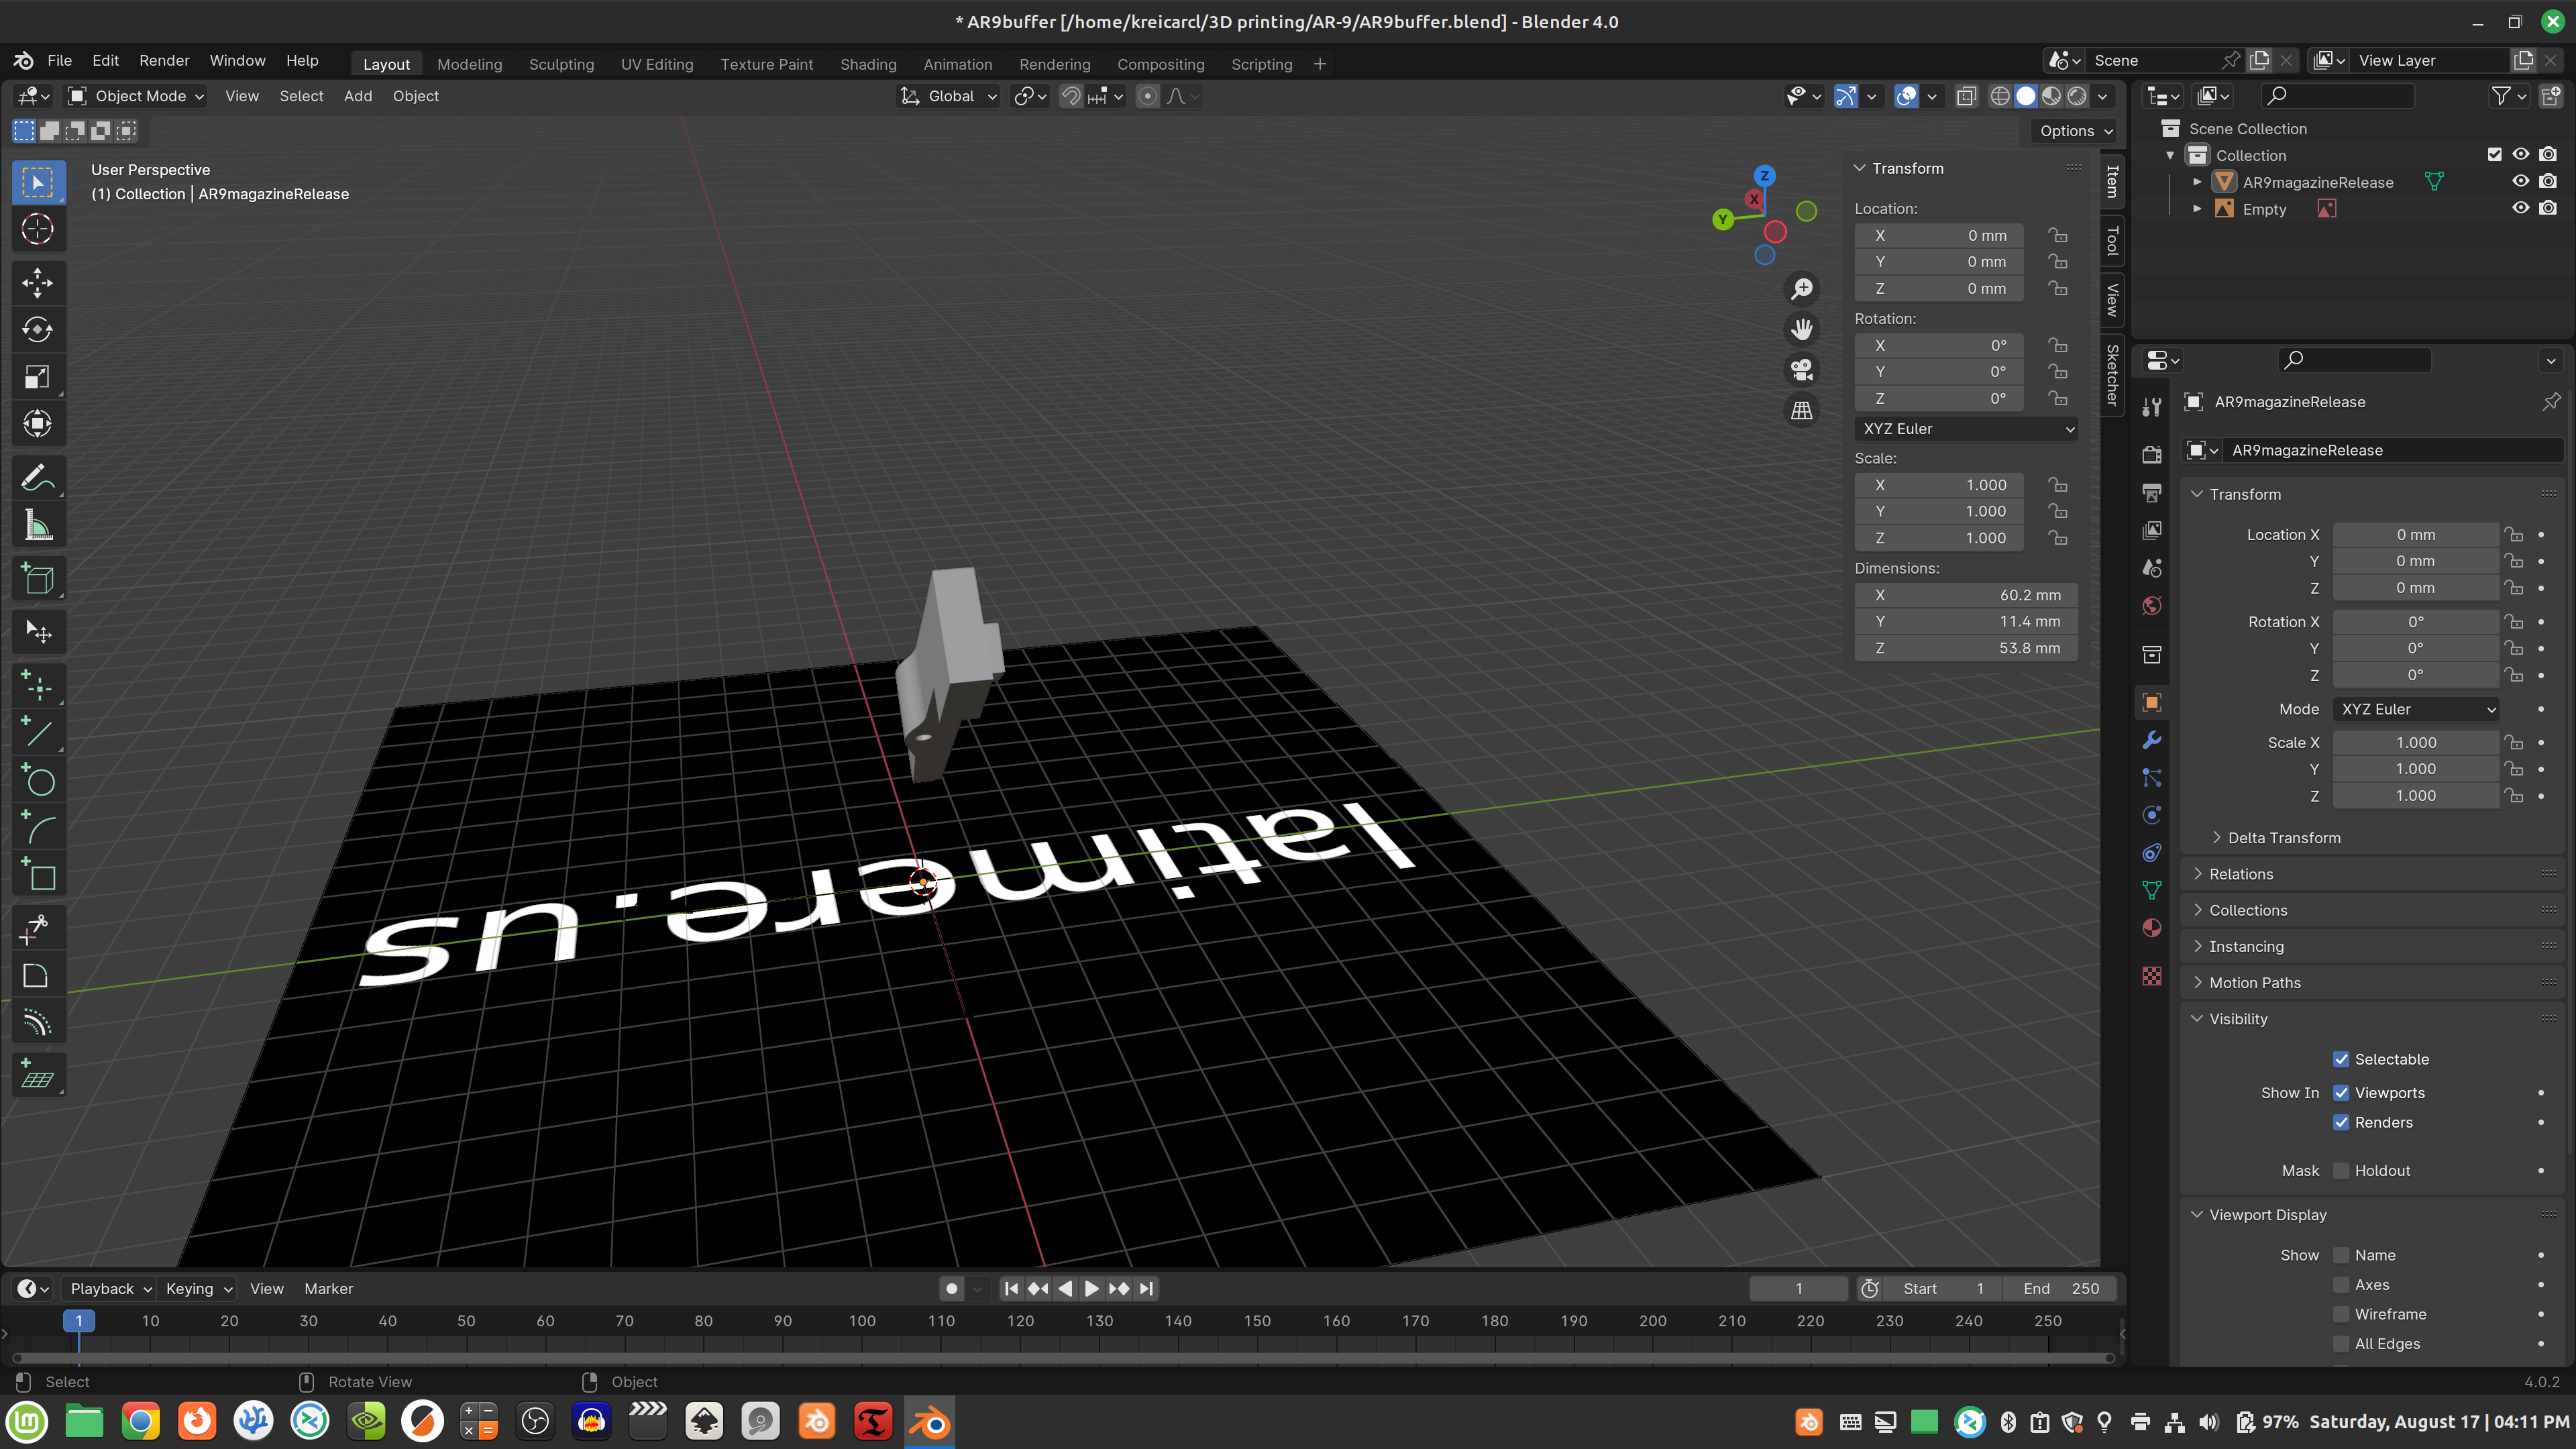 * AR9buffer [/home/kreicarcl/3D printing/AR-9/AR9buffer.blend] - Blender 4.0
File Edit Render Window Help
Layout Modeling Sculpting UV Editing Texture Paint Shading Animation Rendering Compositing Scripting +
Scene
View Layer
Object Mode View Select Add Object
Global
Options
User Perspective
(1) Collection | AR9magazineRelease
Z
X
Y
latimere.us
Transform
Location:
X 0 mm
Y 0 mm
Z 0 mm
Rotation:
X 0°
Y 0°
Z 0°
XYZ Euler
Scale:
X 1.000
Y 1.000
Z 1.000
Dimensions:
X 60.2 mm
Y 11.4 mm
Z 53.8 mm
Item
Tool
View
Sketcher
Scene Collection
Collection
AR9magazineRelease
Empty
AR9magazineRelease
AR9magazineRelease
Transform
Location X 0 mm
Y 0 mm
Z 0 mm
Rotation X 0°
Y 0°
Z 0°
Mode XYZ Euler
Scale X 1.000
Y 1.000
Z 1.000
Delta Transform
Relations
Collections
Instancing
Motion Paths
Visibility
Selectable
Show In Viewports
Renders
Mask Holdout
Viewport Display
Show Name
Axes
Wireframe
All Edges
Playback Keying View Marker
1
Start 1
End 250
1 10 20 30 40 50 60 70 80 90 100 110 120 130 140 150 160 170 180 190 200 210 220 230 240 250
Select
Rotate View
Object
4.0.2
97% Saturday, August 17 | 04:11 PM